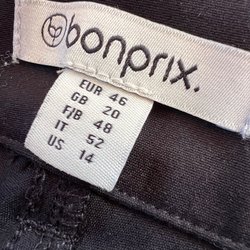 bonprix.
EUR 46
GB 20
F/B 48
IT 52
US 14